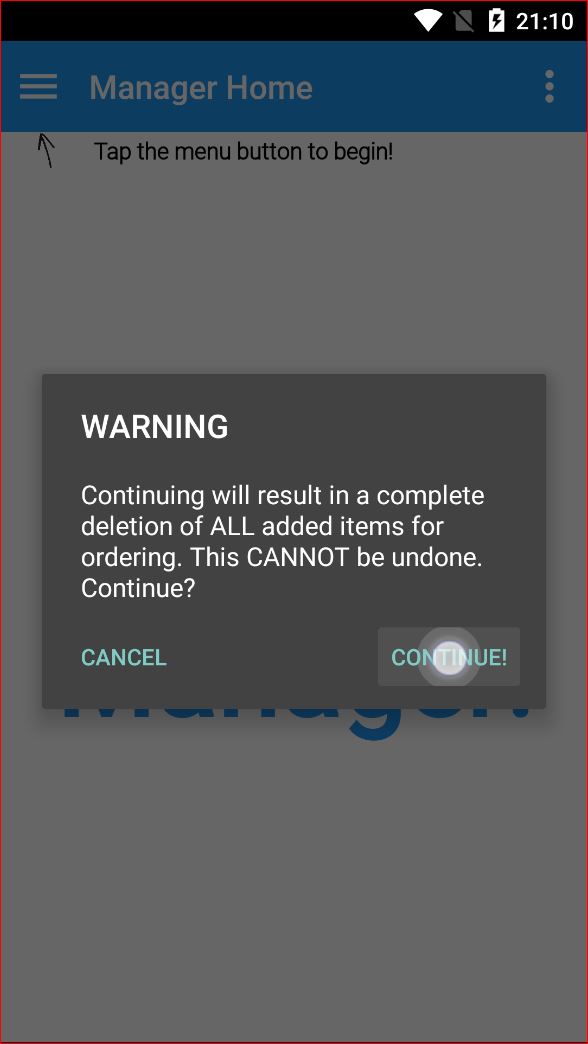 21:10
Manager Home
Tap the menu button to begin!
WARNING
Continuing will result in a complete
deletion of ALL added items for
ordering. This CANNOT be undone.
Continue?
CANCEL CONTINUE!
Manager!